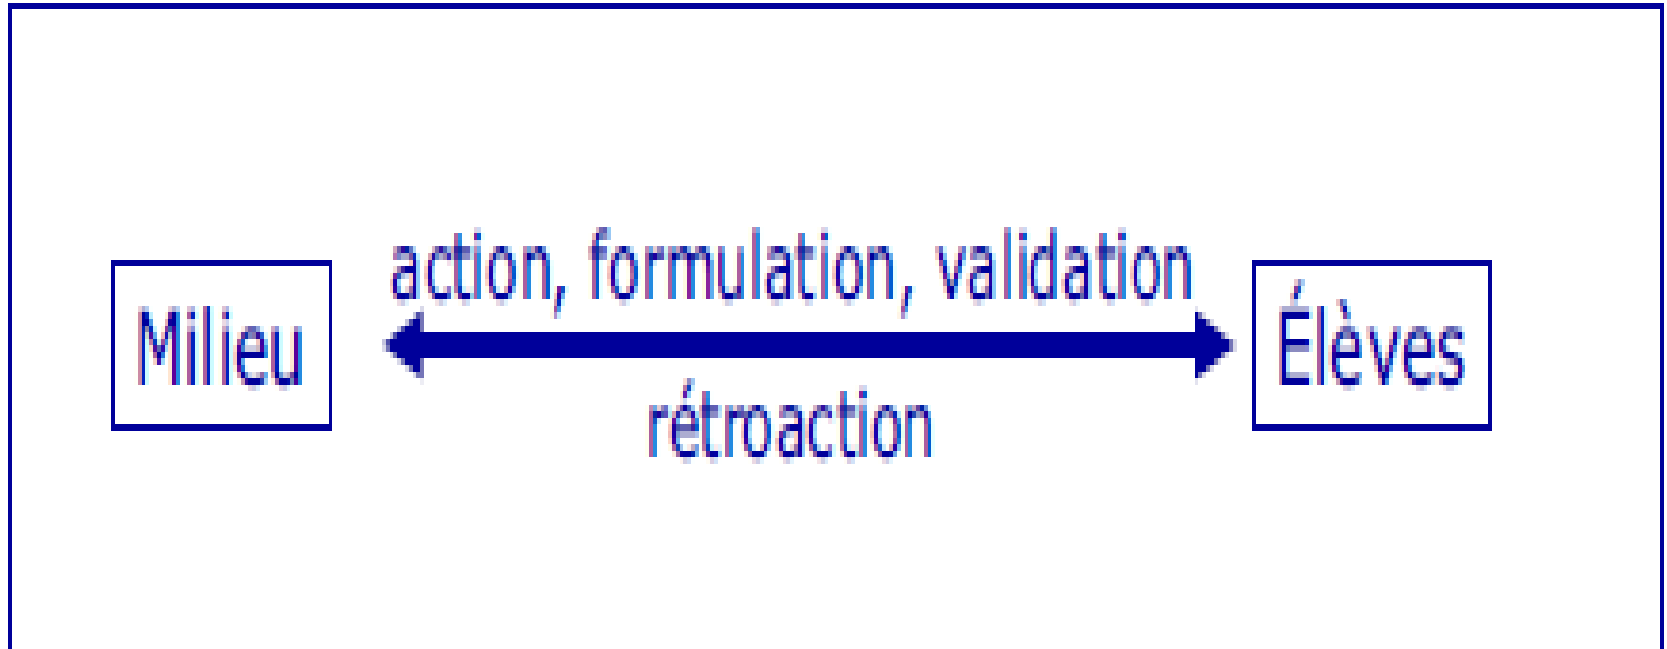 action, formulation, validation
Milieu
Élèves
rétroaction